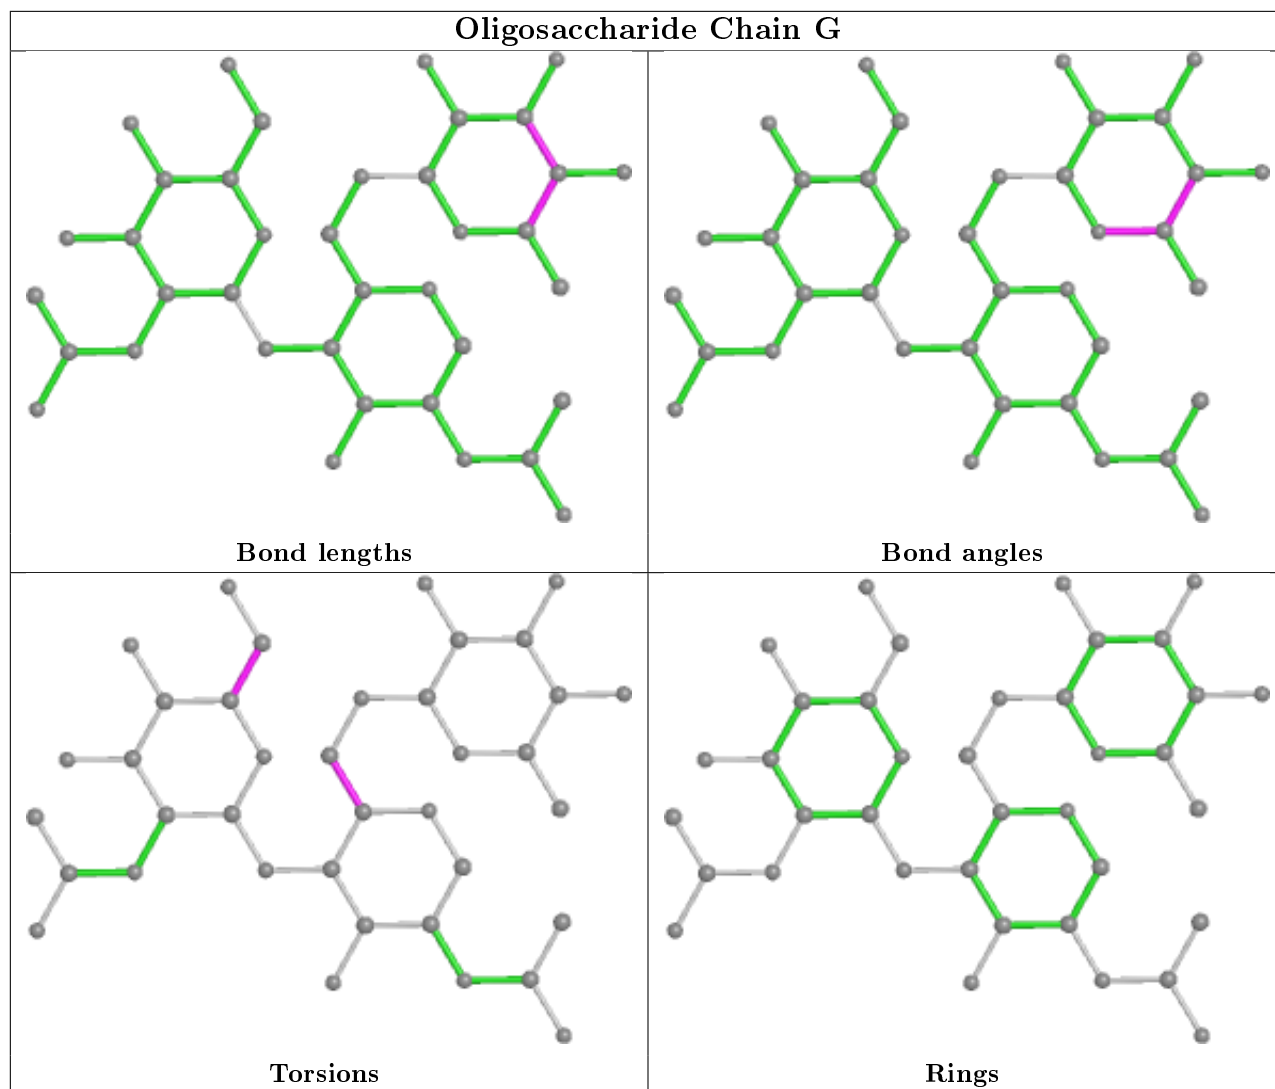 Oligosaccharide Chain G
Bond lengths
Bond angles
Torsions
Rings